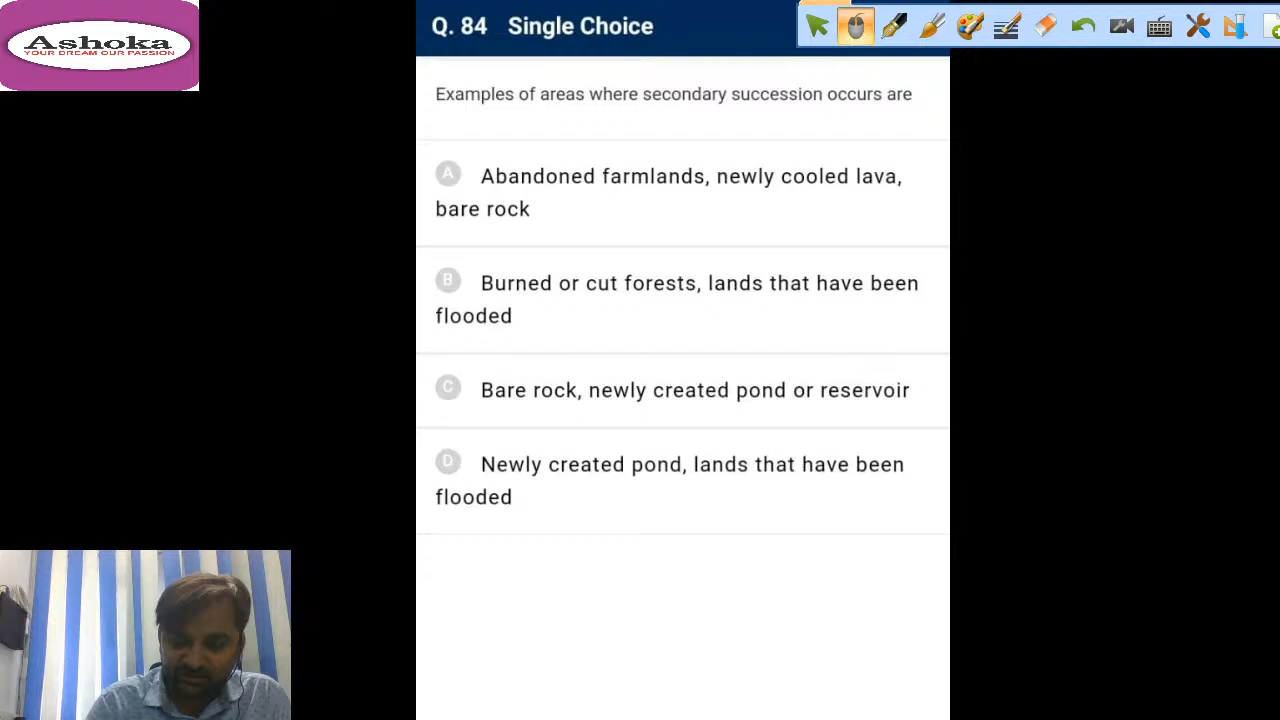 Ashoka
YOUR DREAM OUR PASSION
Q. 84 Single Choice
Examples of areas where secondary succession occurs are
A Abandoned farmlands, newly cooled lava,
bare rock
B Burned or cut forests, lands that have been
flooded
C Bare rock, newly created pond or reservoir
D Newly created pond, lands that have been
flooded